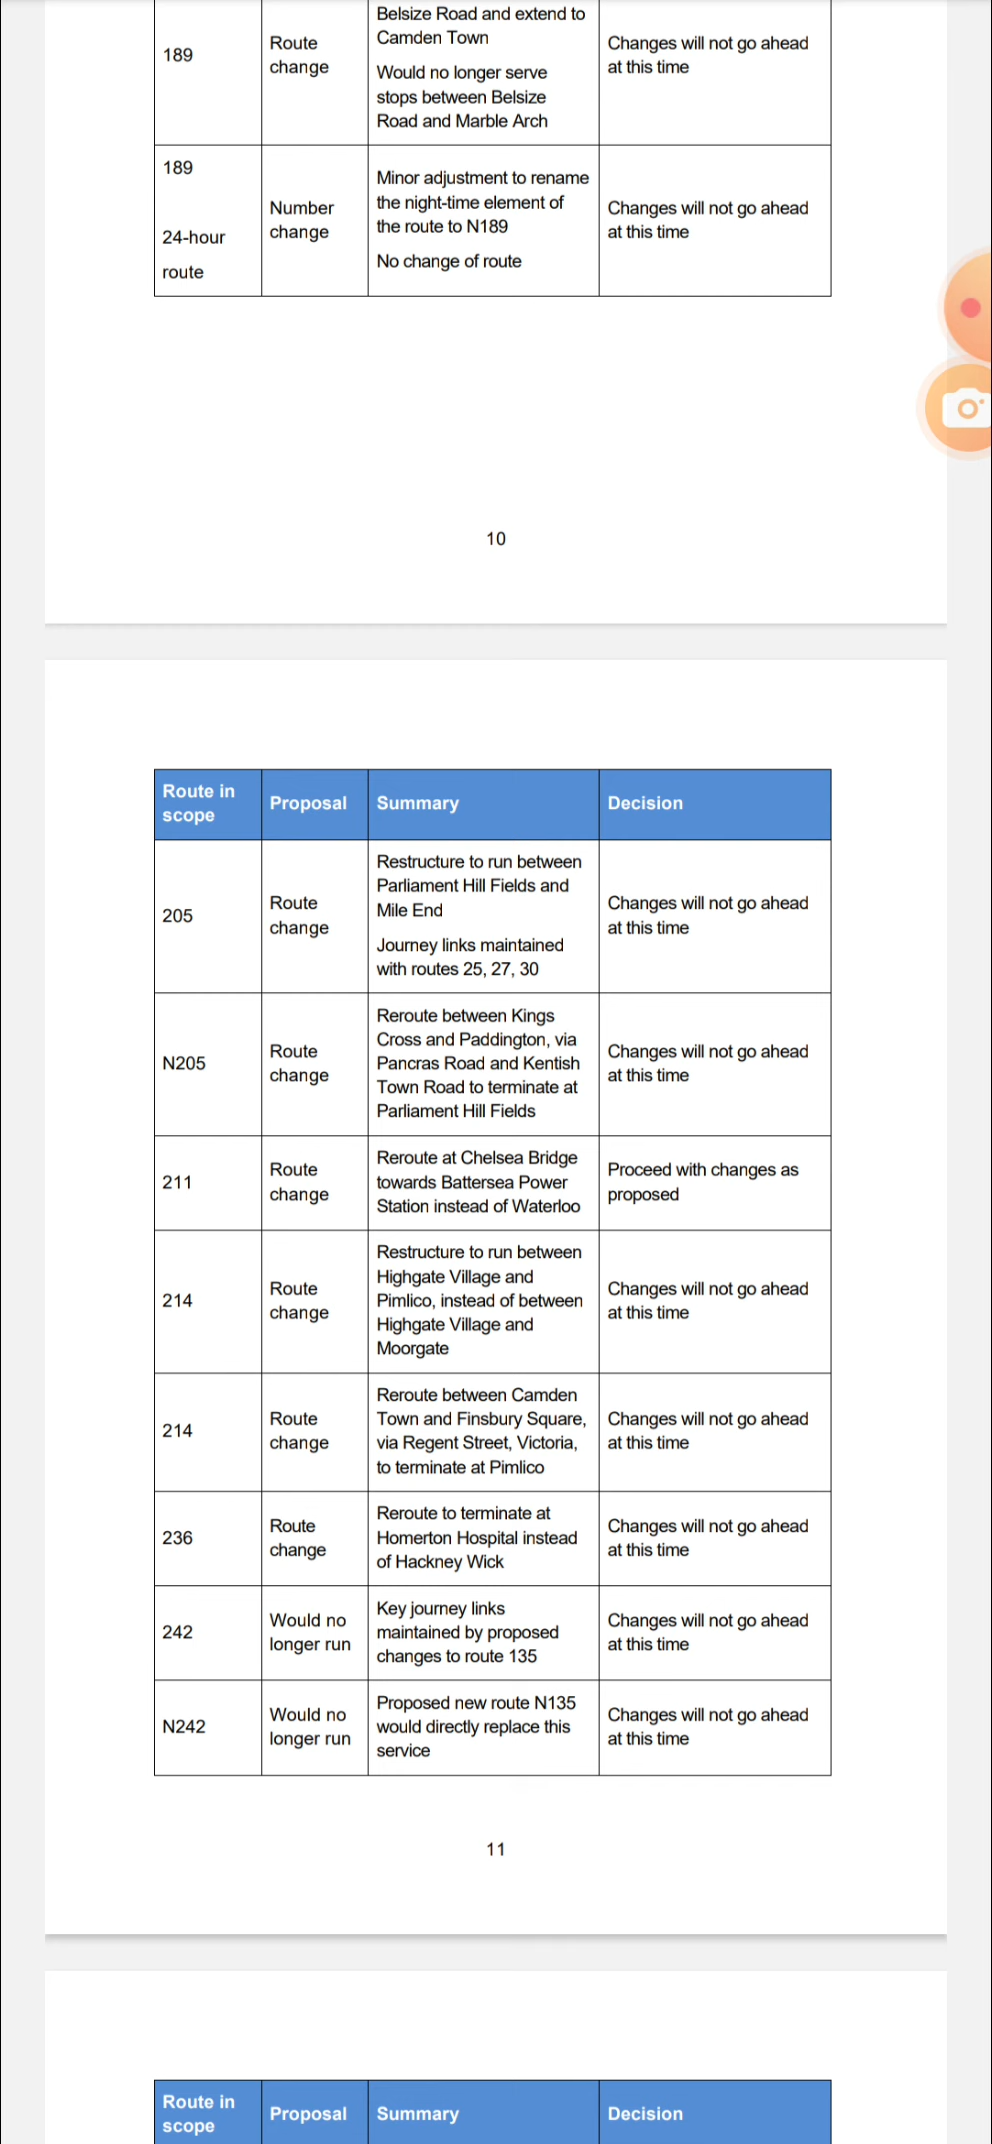 189
Route
change
Belsize Road and extend to
Camden Town
Would no longer serve
stops between Belsize
Road and Marble Arch
Changes will not go ahead
at this time
189
24-hour
route
Number
change
Minor adjustment to rename
the night-time element of
the route to N189
No change of route
Changes will not go ahead
at this time
10
Route in
scope
Proposal
Summary
Decision
205
Route
change
Restructure to run between
Parliament Hill Fields and
Mile End
Journey links maintained
with routes 25, 27, 30
Changes will not go ahead
at this time
N205
Route
change
Reroute between Kings
Cross and Paddington, via
Pancras Road and Kentish
Town Road to terminate at
Parliament Hill Fields
Changes will not go ahead
at this time
211
Route
change
Reroute at Chelsea Bridge
towards Battersea Power
Station instead of Waterloo
Proceed with changes as
proposed
214
Route
change
Restructure to run between
Highgate Village and
Pimlico, instead of between
Highgate Village and
Moorgate
Changes will not go ahead
at this time
214
Route
change
Reroute between Camden
Town and Finsbury Square,
via Regent Street, Victoria,
to terminate at Pimlico
Changes will not go ahead
at this time
236
Route
change
Reroute to terminate at
Homerton Hospital instead
of Hackney Wick
Changes will not go ahead
at this time
242
Would no
longer run
Key journey links
maintained by proposed
changes to route 135
Changes will not go ahead
at this time
N242
Would no
longer run
Proposed new route N135
would directly replace this
service
Changes will not go ahead
at this time
11
Route in
scope
Proposal
Summary
Decision